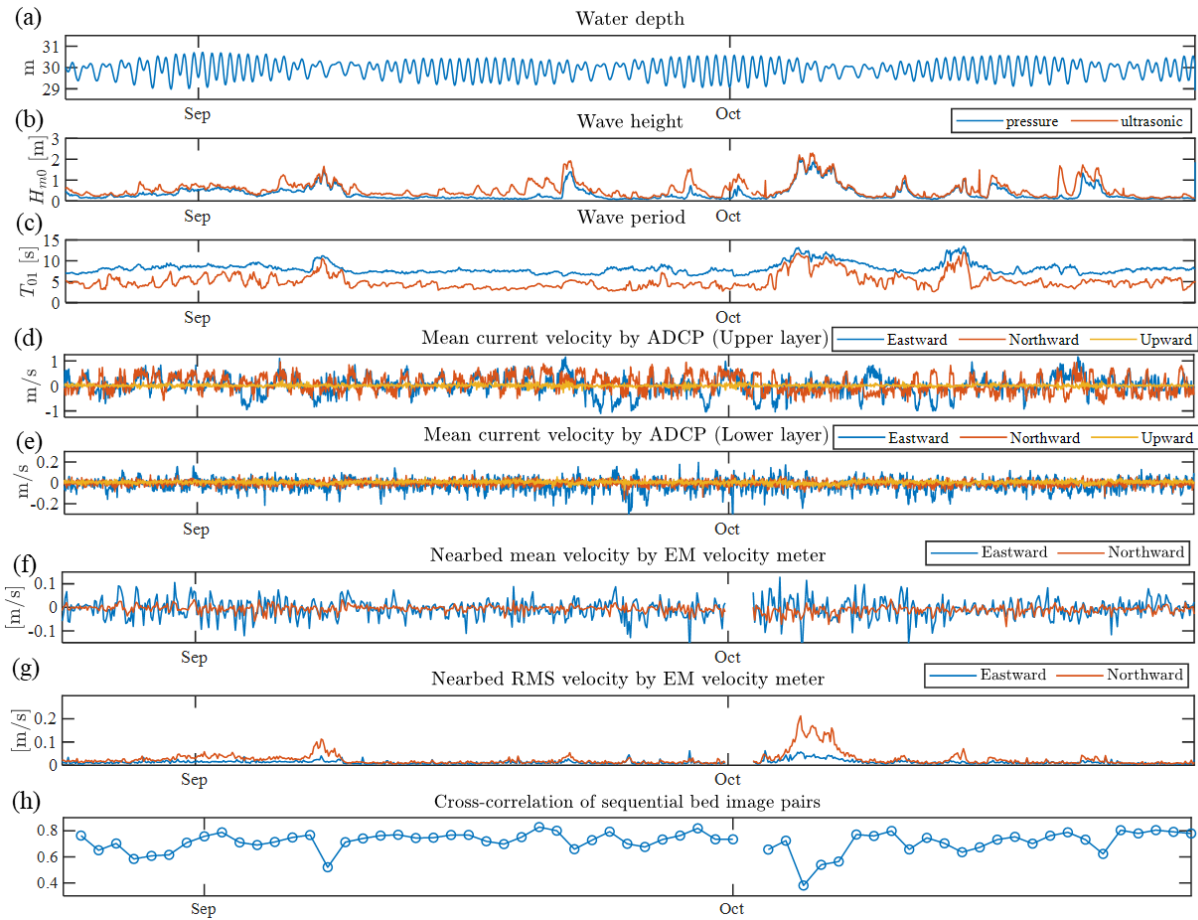 (a)
Water depth
31
30
29
m
Sep
Oct
(b)
Wave height
pressure
ultrasonic
3
2
1
0
Hm0 [m]
Sep
Oct
(c)
Wave period
15
10
5
0
T01 [s]
Sep
Oct
(d)
Mean current velocity by ADCP (Upper layer)
Eastward
Northward
Upward
1
0
-1
m/s
(e)
Mean current velocity by ADCP (Lower layer)
Eastward
Northward
Upward
0.2
0
-0.2
m/s
Sep
Oct
(f)
Nearbed mean velocity by EM velocity meter
Eastward
Northward
0.1
0
-0.1
[m/s]
Sep
Oct
(g)
Nearbed RMS velocity by EM velocity meter
Eastward
Northward
0.2
0.1
0
[m/s]
Sep
Oct
(h)
Cross-correlation of sequential bed image pairs
0.8
0.6
0.4
Sep
Oct